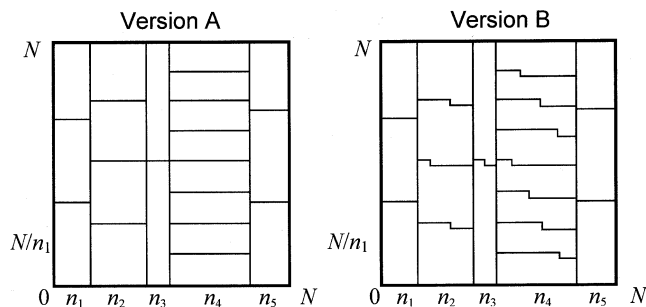 Version A
Version B
N
N
N/n₁
N/n₁
0 n₁ n₂ n₃ n₄ n₅ N
0 n₁ n₂ n₃ n₄ n₅ N